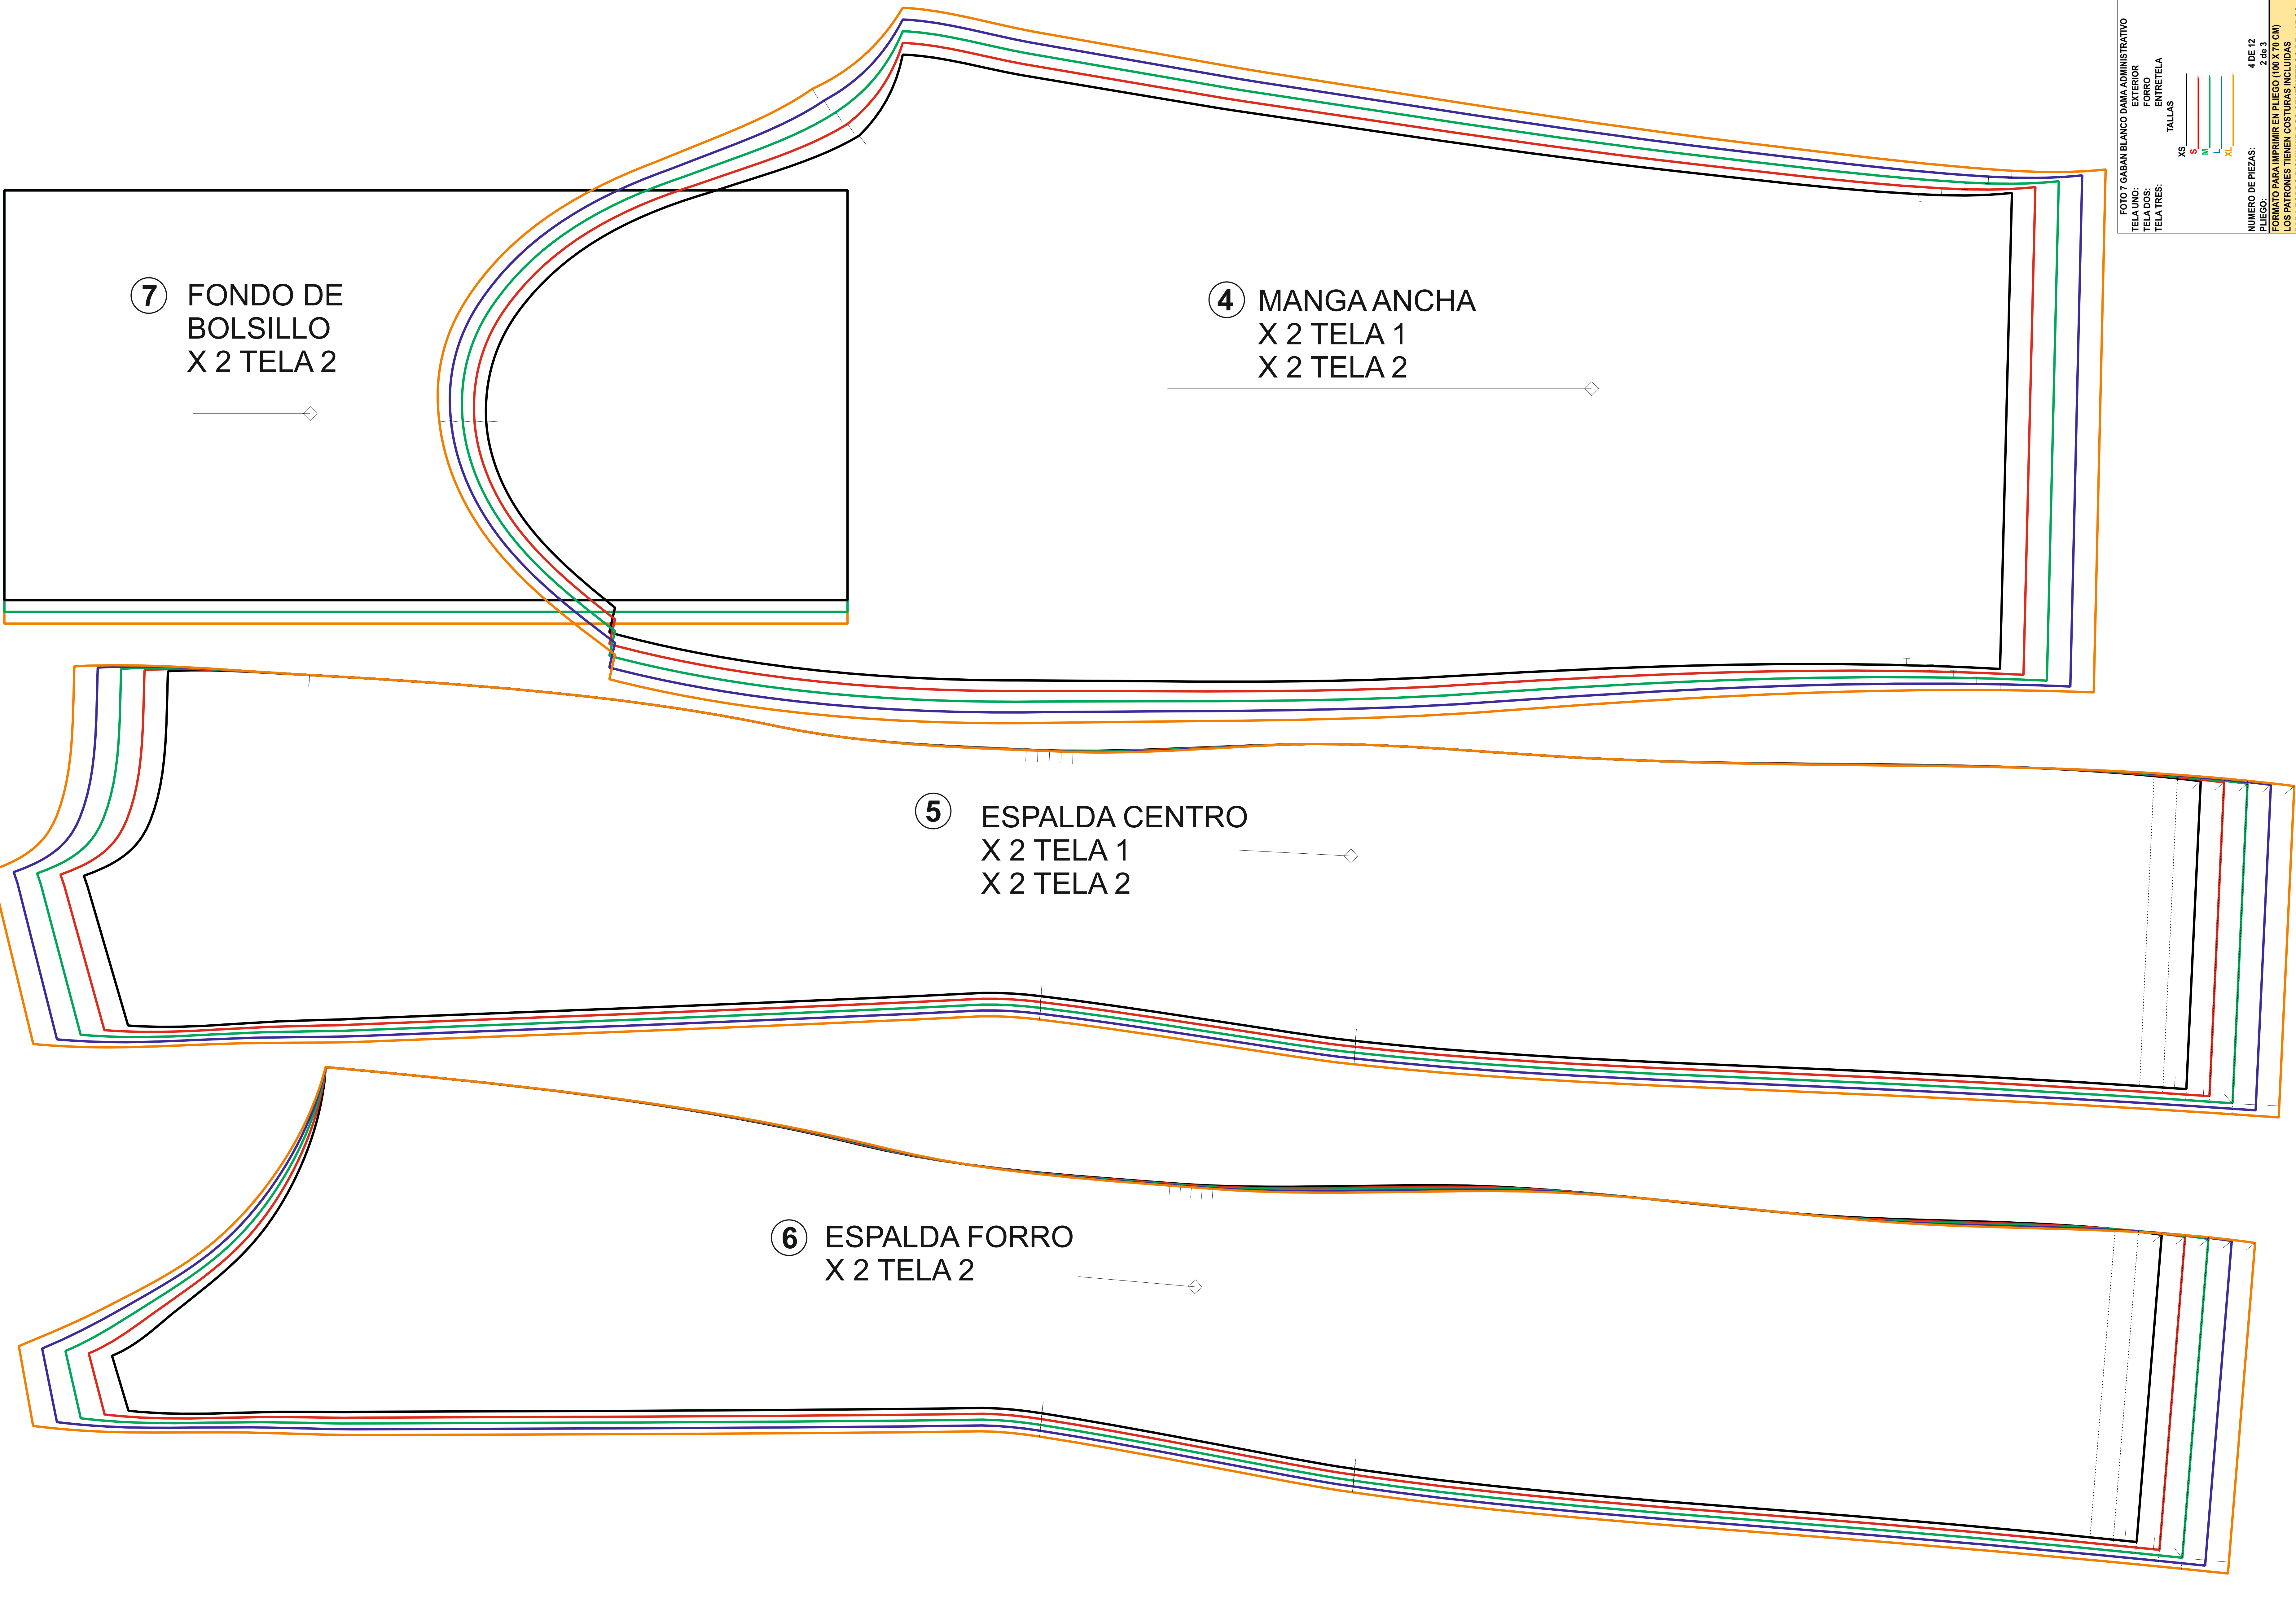 7 FONDO DE
BOLSILLO
X 2 TELA 2
4 MANGA ANCHA
X 2 TELA 1
X 2 TELA 2
5 ESPALDA CENTRO
X 2 TELA 1
X 2 TELA 2
6 ESPALDA FORRO
X 2 TELA 2
FOTO 7 GABAN BLANCO DAMA ADMINISTRATIVO
TELA UNO: EXTERIOR
TELA DOS: FORRO
TELA TRES: ENTRETELA
TALLAS
XS
S
M
L
XL
NUMERO DE PIEZAS: 4 DE 12
PLIEGO: 2 de 3
FORMATO PARA IMPRIMIR EN PLIEGO (100 X 70 CM)
LOS PATRONES TIENEN COSTURAS INCLUIDAS